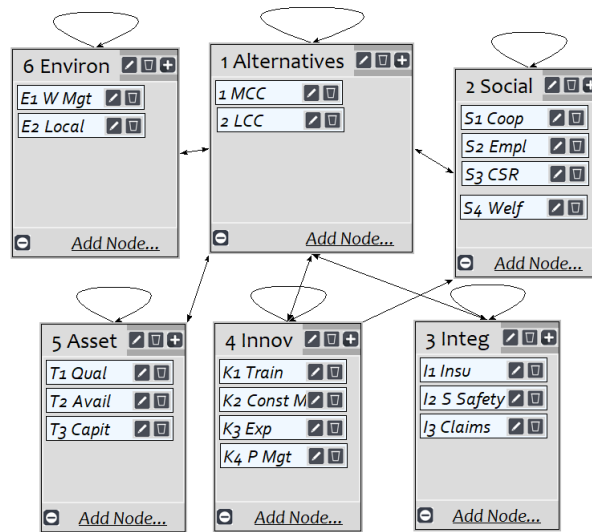 6 Environ
E1 W Mgt
E2 Local
Add Node...
1 Alternatives
1 MCC
2 LCC
Add Node...
2 Social
S1 Coop
S2 Empl
S3 CSR
S4 Welf
Add Node...
5 Asset
T1 Qual
T2 Avail
T3 Capit
Add Node...
4 Innov
K1 Train
K2 Const M
K3 Exp
K4 P Mgt
Add Node...
3 Integ
I1 Insu
I2 S Safety
I3 Claims
Add Node...